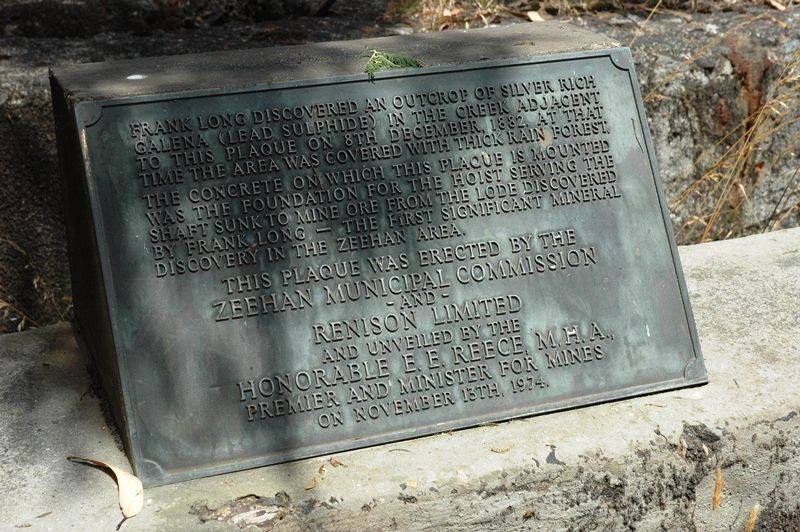 FRANK LONG DISCOVERED AN OUTCROP OF SILVER RICH
GALENA (LEAD SULPHIDE) IN THE CREEK ADJACENT
TO THIS PLAQUE ON 8TH DECEMBER, 1882. AT THAT
TIME THE AREA WAS COVERED WITH THICK RAIN FOREST.
THE CONCRETE ON WHICH THIS PLAQUE IS MOUNTED
WAS THE FOUNDATION FOR THE HOIST SERVING THE
SHAFT SUNK TO MINE ORE FROM THE LODE DISCOVERED
BY FRANK LONG — THE FIRST SIGNIFICANT MINERAL
DISCOVERY IN THE ZEEHAN AREA.
THIS PLAQUE WAS ERECTED BY THE
ZEEHAN MUNICIPAL COMMISSION
- AND -
RENISON LIMITED
AND UNVEILED BY THE
HONORABLE E. E. REECE, M.H.A.,
PREMIER AND MINISTER FOR MINES
ON NOVEMBER 13TH, 1974.